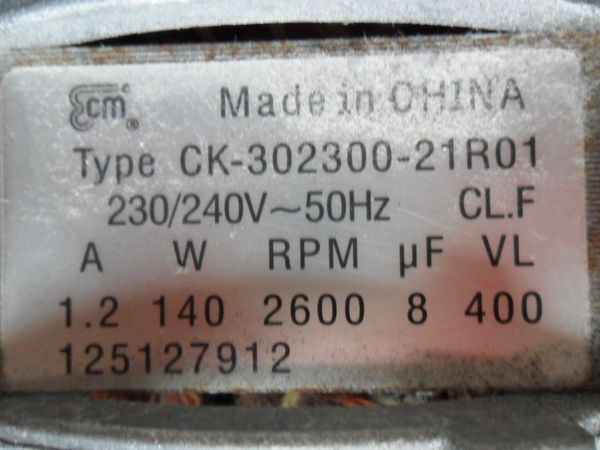 ecm® Made in CHINA
Type CK-302300-21R01
230/240V~50Hz CL.F
A W RPM µF VL
1.2 140 2600 8 400
125127912